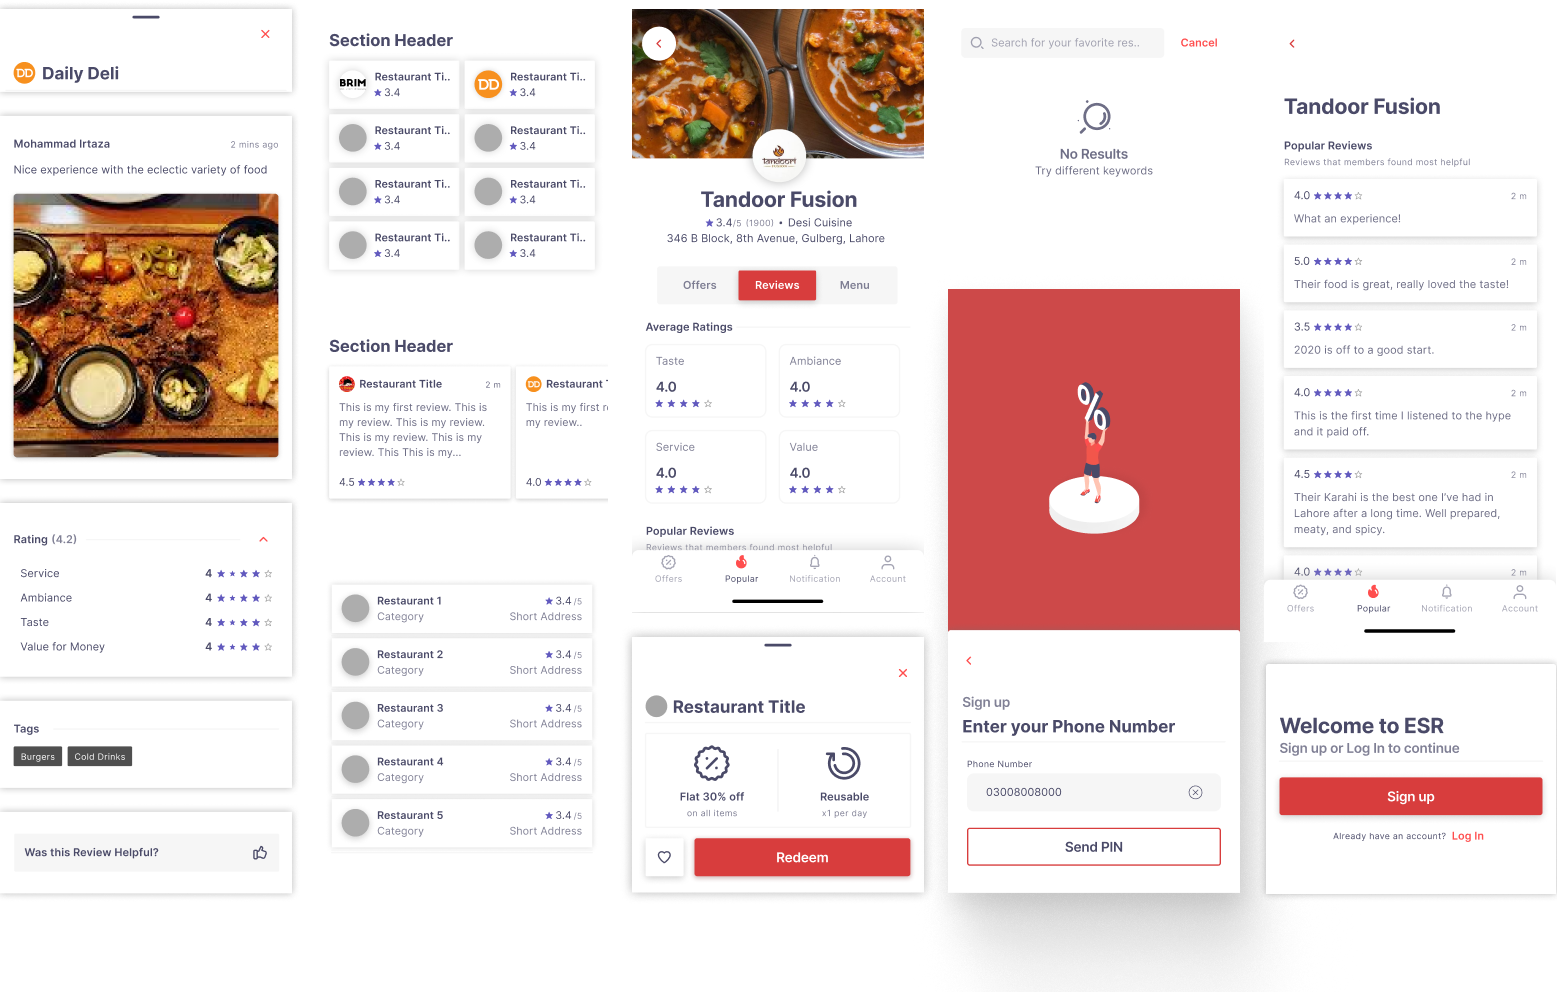 DD Daily Deli
Mohammad Irtaza
2 mins ago
Nice experience with the eclectic variety of food
Rating (4.2)
Service
4
Ambiance
4
Taste
4
Value for Money
4
Tags
Burgers
Cold Drinks
Was this Review Helpful?
Section Header
BRIM
Restaurant Ti..
3.4
DD
Restaurant Ti..
3.4
Restaurant Ti..
3.4
Restaurant Ti..
3.4
Restaurant Ti..
3.4
Restaurant Ti..
3.4
Restaurant Ti..
3.4
Restaurant Ti..
3.4
Section Header
Restaurant Title
2 m
This is my first review. This is
my review. This is my review.
This is my review. This is my
review. This This is my...
4.5
DD
Restaurant
This is my first
my review..
4.0
Restaurant 1
3.4 /5
Category
Short Address
Restaurant 2
3.4 /5
Category
Short Address
Restaurant 3
3.4 /5
Category
Short Address
Restaurant 4
3.4 /5
Category
Short Address
Restaurant 5
3.4 /5
Category
Short Address
tandoori
Tandoor Fusion
3.4/5 (1900) • Desi Cuisine
346 B Block, 8th Avenue, Gulberg, Lahore
Offers
Reviews
Menu
Average Ratings
Taste
4.0
Ambiance
4.0
Service
4.0
Value
4.0
Popular Reviews
Reviews that members found most helpful
Offers
Popular
Notification
Account
Restaurant Title
Flat 30% off
on all items
Reusable
x1 per day
Redeem
Search for your favorite res..
Cancel
No Results
Try different keywords
%
Sign up
Enter your Phone Number
Phone Number
03008008000
Send PIN
Tandoor Fusion
Popular Reviews
Reviews that members found most helpful
4.0
2 m
What an experience!
5.0
2 m
Their food is great, really loved the taste!
3.5
2 m
2020 is off to a good start.
4.0
2 m
This is the first time I listened to the hype
and it paid off.
4.5
2 m
Their Karahi is the best one I've had in
Lahore after a long time. Well prepared,
meaty, and spicy.
4.0
2 m
Offers
Popular
Notification
Account
Welcome to ESR
Sign up or Log In to continue
Sign up
Already have an account? Log In